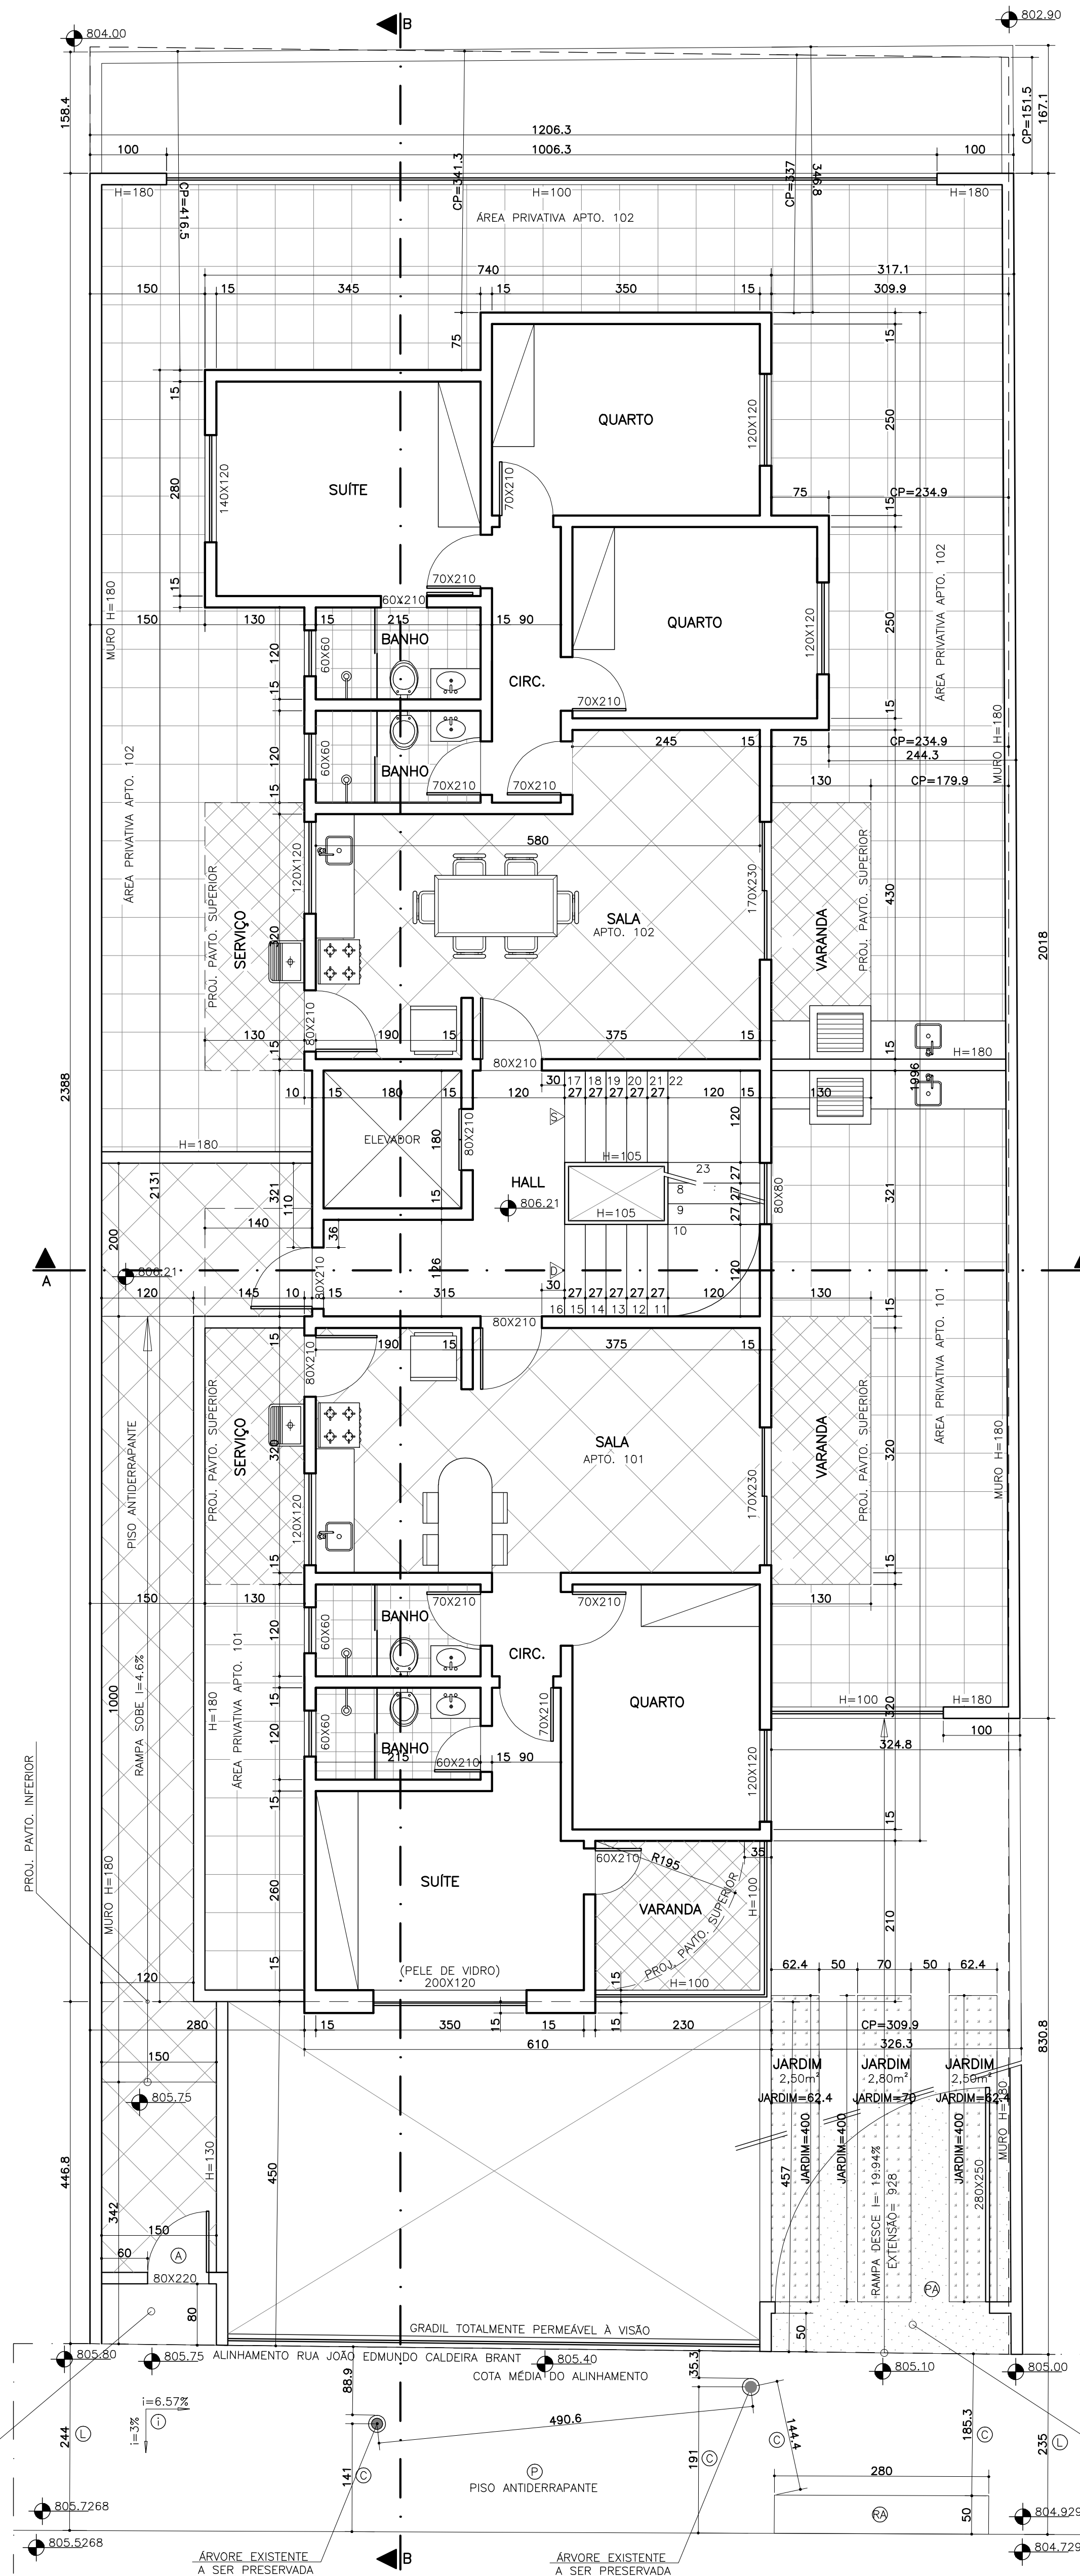 804.00
B
802.90
158.4
CP=151.5
167.1
1206.3
100
1006.3
100
H=180
CP=416.5
CP=341.3
H=100
CP=337
346.8
H=180
ÁREA PRIVATIVA APTO. 102
740
317.1
150
15
345
15
350
15
309.9
75
15
15
QUARTO
120X120
250
SUÍTE
140X120
280
70X210
75
CP=234.9
15
15
70X210
60X210
MURO H=180
150
130
15
215
15
90
QUARTO
120X120
250
ÁREA PRIVATIVA APTO. 102
BANHO
60X60
120
15
CIRC.
70X210
15
MURO H=180
245
15
75
CP=234.9
244.3
120
60X60
BANHO
70X210
70X210
15
130
CP=179.9
ÁREA PRIVATIVA APTO. 102
580
120X120
PROJ. PAVTO. SUPERIOR
SERVIÇO
320
SALA
APTO. 102
170X230
VARANDA
PROJ. PAVTO. SUPERIOR
430
2018
130
80X210
190
15
375
15
15
H=180
80X210
1996
2388
10
15
180
15
120
30
17
18
19
20
21
22
27
27
27
27
27
120
15
130
120
S
ELEVADOR
180
80X210
H=105
H=180
2131
321
110
HALL
23
8
9
10
27
27
27
80X80
321
15
806.21
H=105
140
36
200
126
120
A
806.21
80X210
D
120
145
10
15
315
30
27
27
27
27
27
120
130
15
16
15
14
13
12
11
80X210
15
80X210
190
15
375
15
ÁREA PRIVATIVA APTO. 101
PISO ANTIDERRAPANTE
PROJ. PAVTO. SUPERIOR
SERVIÇO
320
SALA
APTO. 101
VARANDA
PROJ. PAVTO. SUPERIOR
320
MURO H=180
120X120
170X230
15
15
150
130
70X210
70X210
130
BANHO
120
60X60
CIRC.
ÁREA PRIVATIVA APTO. 101
1000
RAMPA SOBE I=4.6%
H=180
15
QUARTO
320
H=100
H=180
120
60X60
BANHO
215
60X210
15
90
70X210
120X120
100
324.8
15
PROJ. PAVTO. INFERIOR
15
MURO H=180
260
SUÍTE
60X210
R195
35
VARANDA
PROJ. PAVTO. SUPERIOR
H=100
210
62.4
50
70
50
62.4
(PELE DE VIDRO)
200X120
15
15
H=100
120
280
15
350
15
15
15
230
CP=309.9
610
326.3
830.8
150
JARDIM
2,50m²
JARDIM
2,80m²
JARDIM
2,50m²
JARDIM=62.4
JARDIM=70
JARDIM=62.4
805.75
H=130
450
446.8
342
457
JARDIM=400
JARDIM=400
RAMPA DESCE I= 19.94%
EXTENSÃO= 928
JARDIM=400
280X250
MURO H=180
150
60
A
80X220
PA
80
50
GRADIL TOTALMENTE PERMEÁVEL À VISÃO
805.80
805.75
ALINHAMENTO RUA JOÃO EDMUNDO CALDEIRA BRANT
805.40
COTA MÉDIA DO ALINHAMENTO
805.10
805.00
i=6.57%
i=3%
i
88.9
35.3
244
L
490.6
144.4
C
185.3
C
235
L
141
C
P
PISO ANTIDERRAPANTE
191
C
280
RA
50
805.7268
804.929
805.5268
804.729
ÁRVORE EXISTENTE
A SER PRESERVADA
B
ÁRVORE EXISTENTE
A SER PRESERVADA